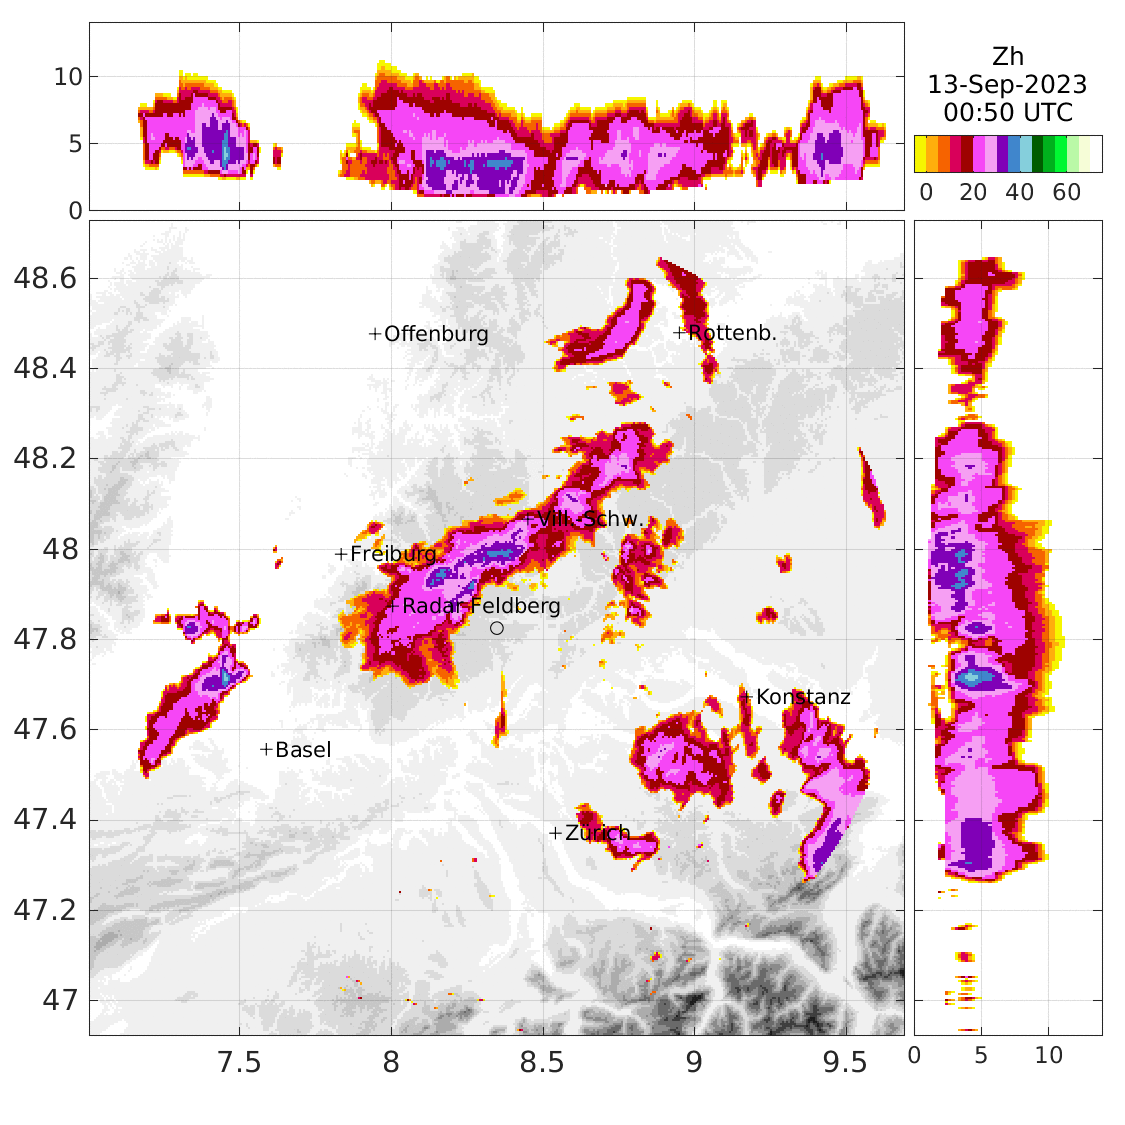 Zh
13-Sep-2023
00:50 UTC
0 20 40 60
10
5
0
48.6
48.4
48.2
48
47.8
47.6
47.4
47.2
47
+Offenburg
+Rottenb.
+Vill.-Schw.
+Freiburg
+Radar Feldberg
+Konstanz
+Basel
+Zurich
7.5 8 8.5 9 9.5
0 5 10